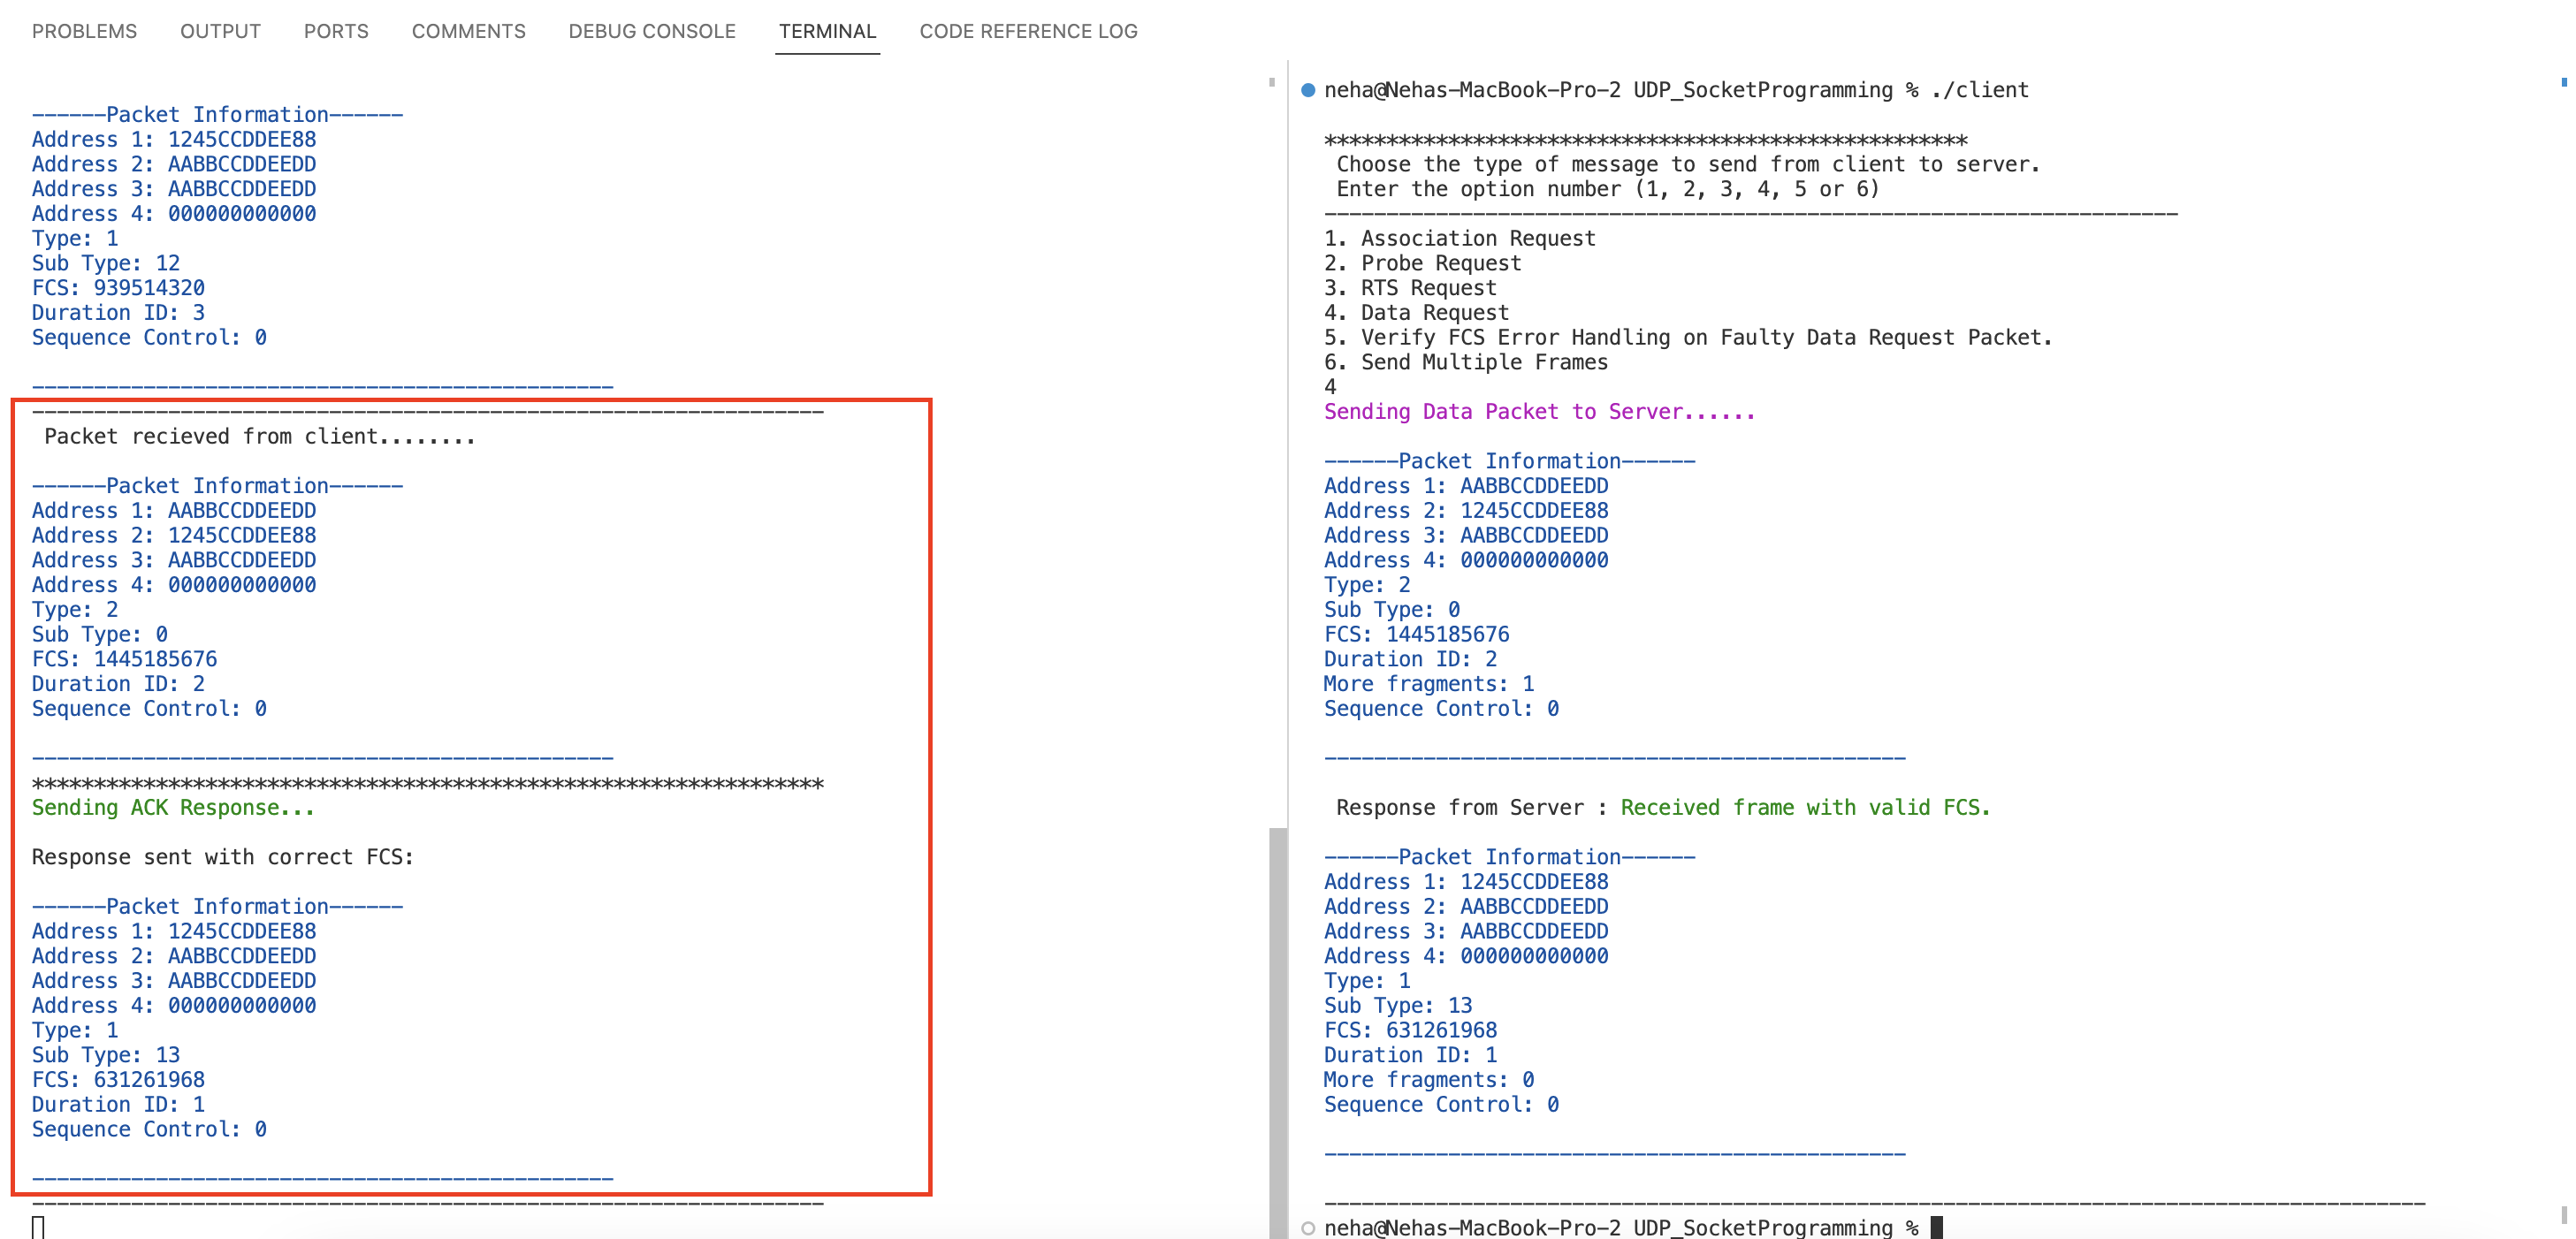 PROBLEMS OUTPUT PORTS COMMENTS DEBUG CONSOLE TERMINAL CODE REFERENCE LOG
------Packet Information------
Address 1: 1245CCDDEE88
Address 2: AABBCCDDEEDD
Address 3: AABBCCDDEEDD
Address 4: 000000000000
Type: 1
Sub Type: 12
FCS: 939514320
Duration ID: 3
Sequence Control: 0
-----------------------------------------------
----------------------------------------------------------------
Packet recieved from client........
------Packet Information------
Address 1: AABBCCDDEEDD
Address 2: 1245CCDDEE88
Address 3: AABBCCDDEEDD
Address 4: 000000000000
Type: 2
Sub Type: 0
FCS: 1445185676
Duration ID: 2
Sequence Control: 0
-----------------------------------------------
****************************************************************
Sending ACK Response...
Response sent with correct FCS:
------Packet Information------
Address 1: 1245CCDDEE88
Address 2: AABBCCDDEEDD
Address 3: AABBCCDDEEDD
Address 4: 000000000000
Type: 1
Sub Type: 13
FCS: 631261968
Duration ID: 1
Sequence Control: 0
-----------------------------------------------
----------------------------------------------------------------
neha@Nehas-MacBook-Pro-2 UDP_SocketProgramming % ./client
****************************************************
Choose the type of message to send from client to server.
Enter the option number (1, 2, 3, 4, 5 or 6)
---------------------------------------------------------------------
1. Association Request
2. Probe Request
3. RTS Request
4. Data Request
5. Verify FCS Error Handling on Faulty Data Request Packet.
6. Send Multiple Frames
4
Sending Data Packet to Server......
------Packet Information------
Address 1: AABBCCDDEEDD
Address 2: 1245CCDDEE88
Address 3: AABBCCDDEEDD
Address 4: 000000000000
Type: 2
Sub Type: 0
FCS: 1445185676
Duration ID: 2
More fragments: 1
Sequence Control: 0
-----------------------------------------------
Response from Server : Received frame with valid FCS.
------Packet Information------
Address 1: 1245CCDDEE88
Address 2: AABBCCDDEEDD
Address 3: AABBCCDDEEDD
Address 4: 000000000000
Type: 1
Sub Type: 13
FCS: 631261968
Duration ID: 1
More fragments: 0
Sequence Control: 0
-----------------------------------------------
-----------------------------------------------------------------------------------------
neha@Nehas-MacBook-Pro-2 UDP_SocketProgramming %